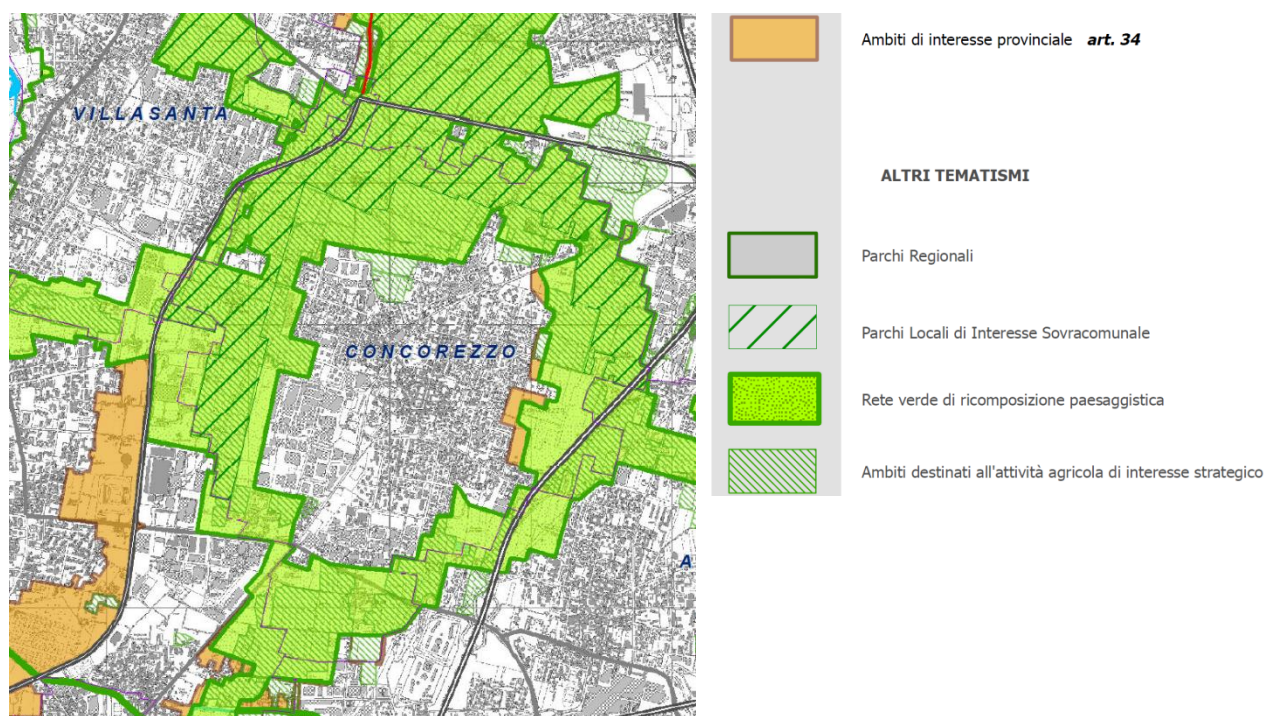 VILLASANTA
CONCOREZZO
A
Ambiti di interesse provinciale art. 34
ALTRI TEMATISMI
Parchi Regionali
Parchi Locali di Interesse Sovracomunale
Rete verde di ricomposizione paesaggistica
Ambiti destinati all'attività agricola di interesse strategico